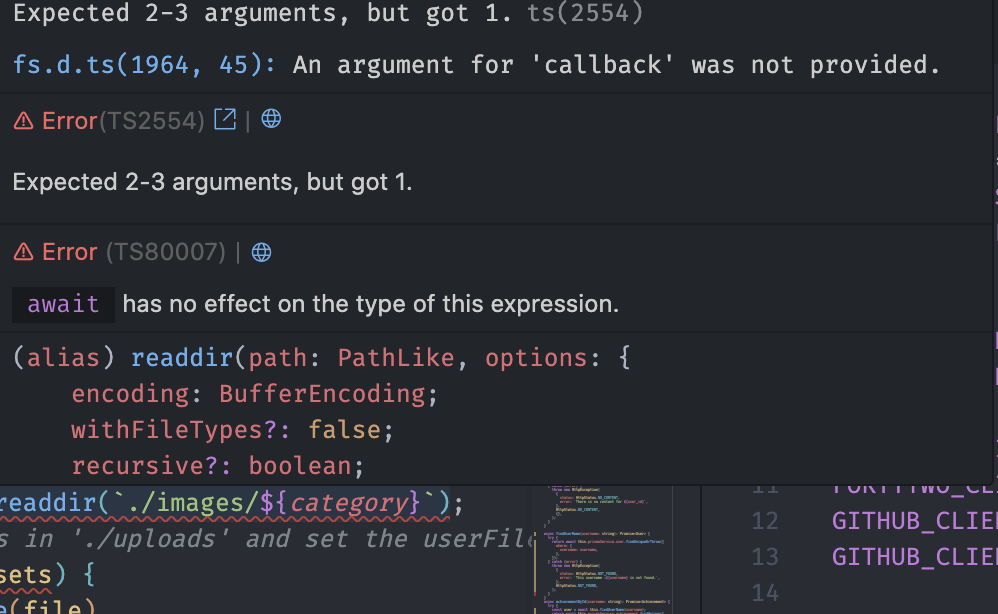 Expected 2-3 arguments, but got 1. ts(2554)
fs.d.ts(1964, 45): An argument for 'callback' was not provided.
Error(TS2554) |
Expected 2-3 arguments, but got 1.
Error (TS80007) |
await has no effect on the type of this expression.
(alias) readdir(path: PathLike, options: {
encoding: BufferEncoding;
withFileTypes?: false;
recursive?: boolean;
readdir(`./images/${category}`);
s in './uploads' and set the userFil
sets) {
e(file)
11
12 GITHUB_CLIE
13 GITHUB_CLIE
14